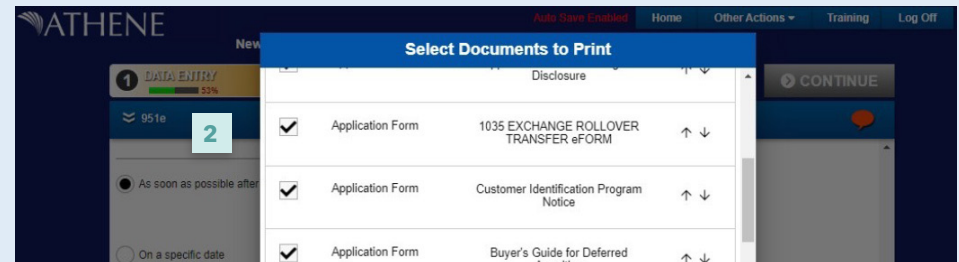 ATHENE
Auto Save Enabled Home Other Actions Training Log Off
New
Select Documents to Print
Disclosure
1 DATA ENTRY
53%
CONTINUE
951e
2
Application Form 1035 EXCHANGE ROLLOVER
TRANSFER eFORM
As soon as possible after
Application Form Customer Identification Program
Notice
On a specific date
Application Form Buyer's Guide for Deferred